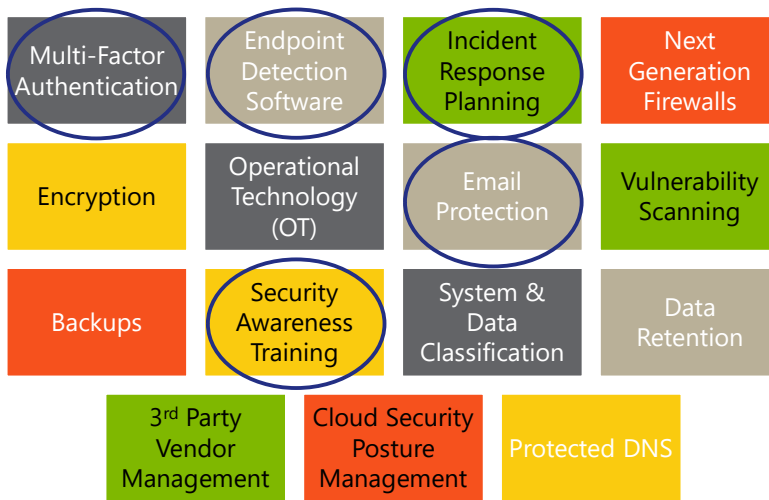 Multi-Factor
Authentication
Endpoint
Detection
Software
Incident
Response
Planning
Next
Generation
Firewalls
Encryption
Operational
Technology
(OT)
Email
Protection
Vulnerability
Scanning
Backups
Security
Awareness
Training
System &
Data
Classification
Data
Retention
3rd Party
Vendor
Management
Cloud Security
Posture
Management
Protected DNS